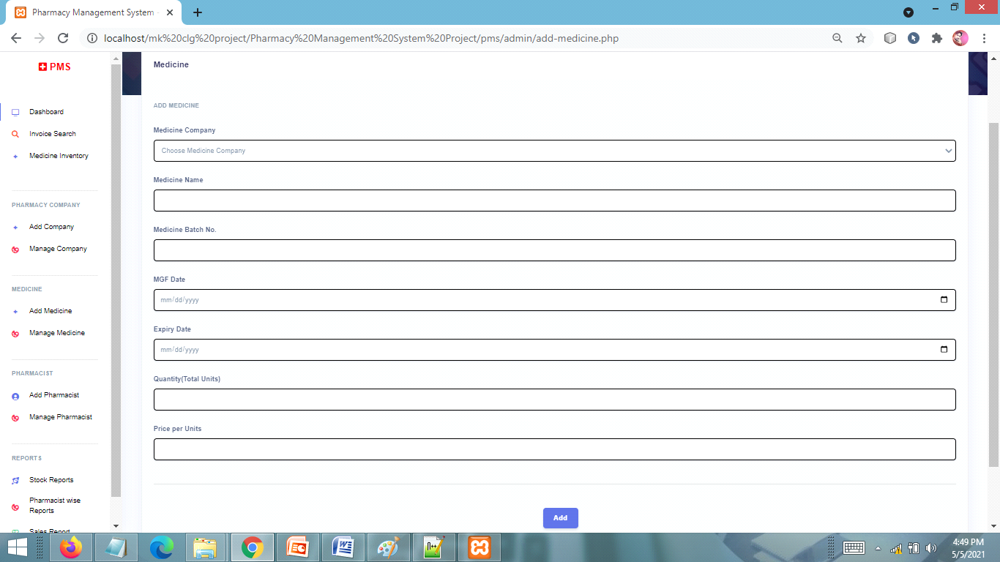 Pharmacy Management System -
localhost/mk%20clg%20project/Pharmacy%20Management%20System%20Project/pms/admin/add-medicine.php
PMS
Dashboard
Invoice Search
Medicine Inventory
PHARMACY COMPANY
Add Company
Manage Company
MEDICINE
Add Medicine
Manage Medicine
PHARMACIST
Add Pharmacist
Manage Pharmacist
REPORTS
Stock Reports
Pharmacist wise
Reports
Sales Report
Medicine
ADD MEDICINE
Medicine Company
Choose Medicine Company
Medicine Name
Medicine Batch No.
MGF Date
mm/dd/yyyy
Expiry Date
mm/dd/yyyy
Quantity(Total Units)
Price per Units
Add
4:49 PM
5/5/2021